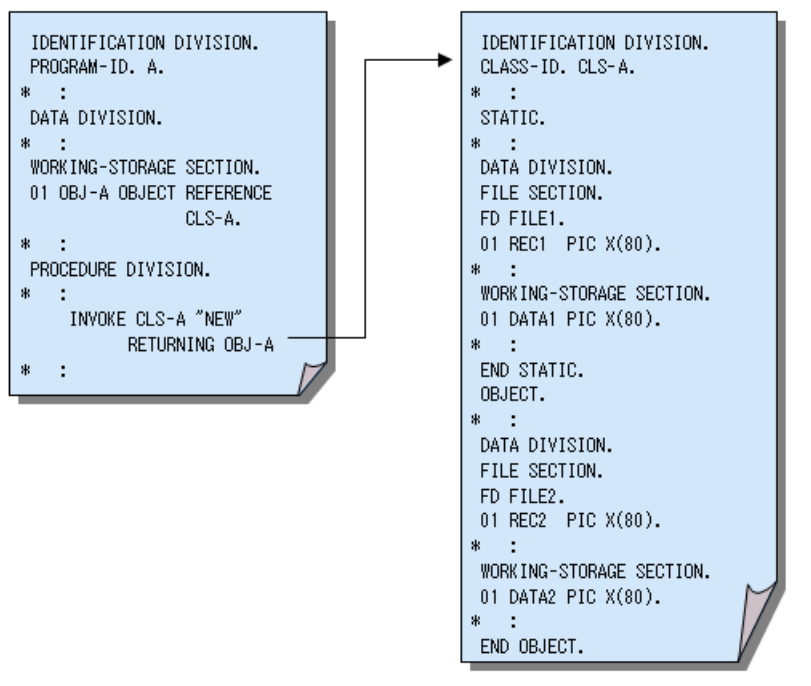 IDENTIFICATION DIVISION.
PROGRAM-ID. A.
* :
DATA DIVISION.
* :
WORKING-STORAGE SECTION.
01 OBJ-A OBJECT REFERENCE
CLS-A.
* :
PROCEDURE DIVISION.
* :
INVOKE CLS-A "NEW"
RETURNING OBJ-A
* :
IDENTIFICATION DIVISION.
CLASS-ID. CLS-A.
* :
STATIC.
* :
DATA DIVISION.
FILE SECTION.
FD FILE1.
01 REC1 PIC X(80).
* :
WORKING-STORAGE SECTION.
01 DATA1 PIC X(80).
* :
END STATIC.
OBJECT.
* :
DATA DIVISION.
FILE SECTION.
FD FILE2.
01 REC2 PIC X(80).
* :
WORKING-STORAGE SECTION.
01 DATA2 PIC X(80).
* :
END OBJECT.